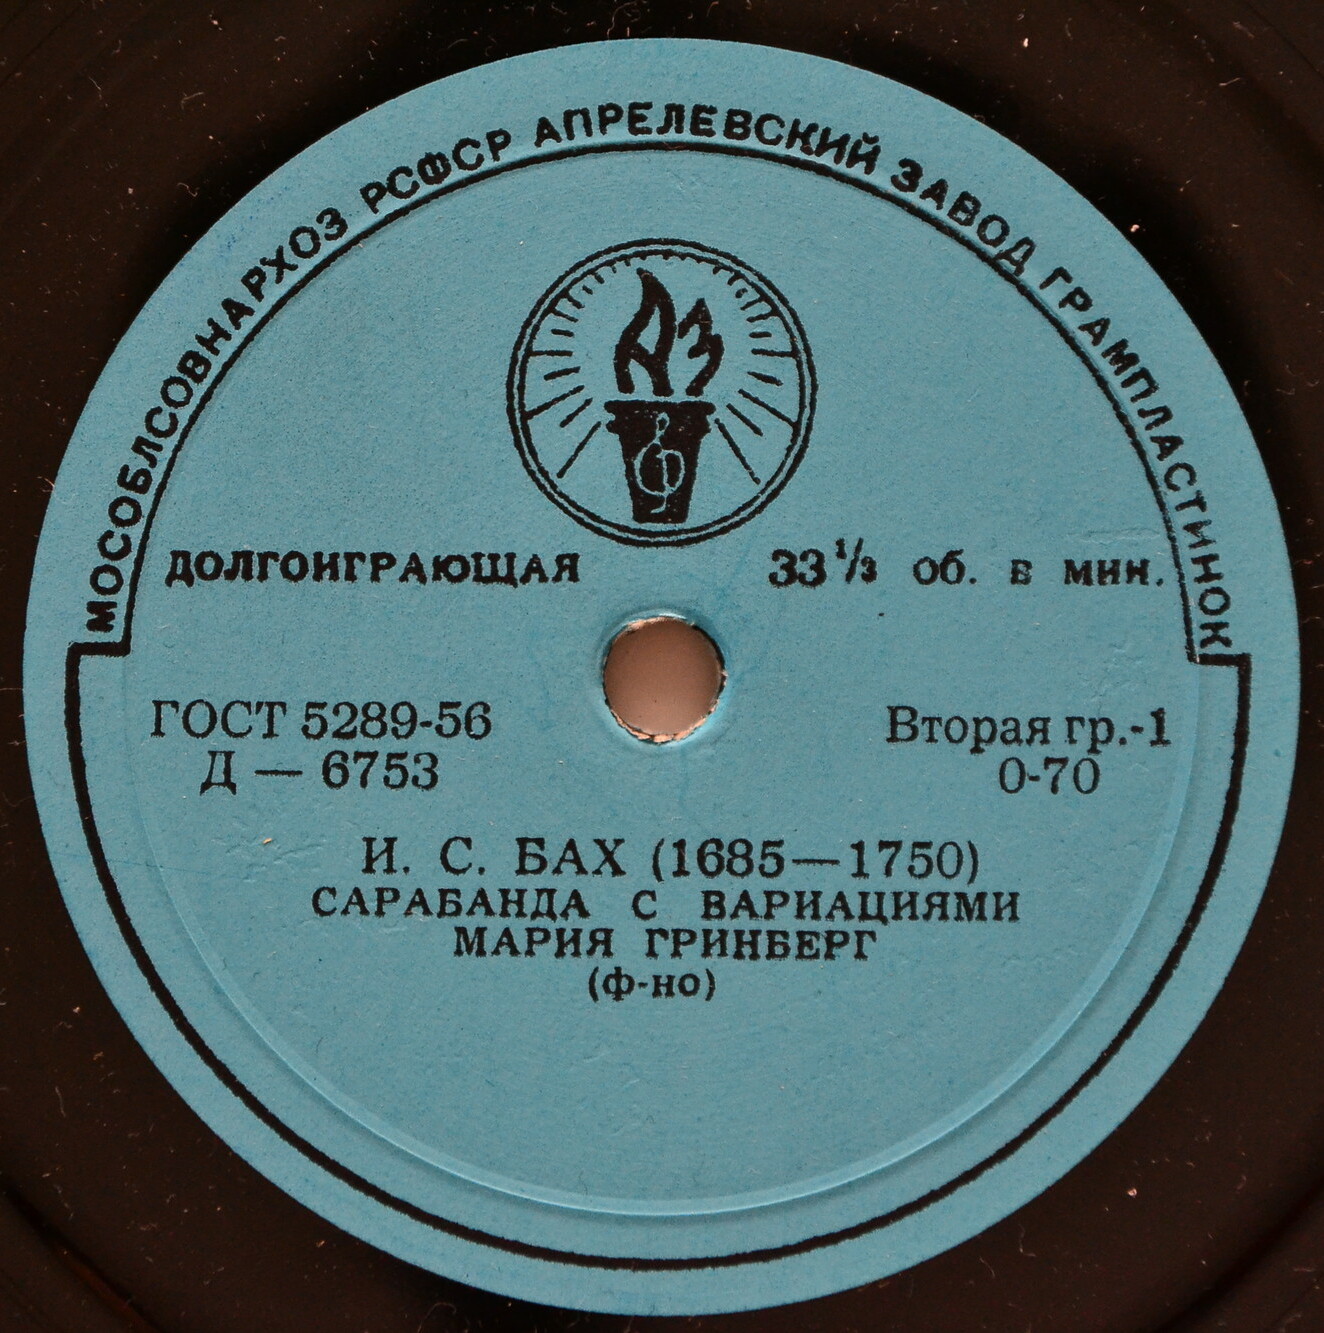 МОСОБЛСОВНАРХОЗ РСФСР АПРЕЛЕВСКИЙ ЗАВОД ГРАМПЛАСТИНОК
АЗ
ДОЛГОИГРАЮЩАЯ 33 1/3 об. в мин.
ГОСТ 5289-56 Вторая гр.-1
Д — 6753 0-70
И. С. БАХ (1685—1750)
САРАБАНДА С ВАРИАЦИЯМИ
МАРИЯ ГРИНБЕРГ
(ф-но)